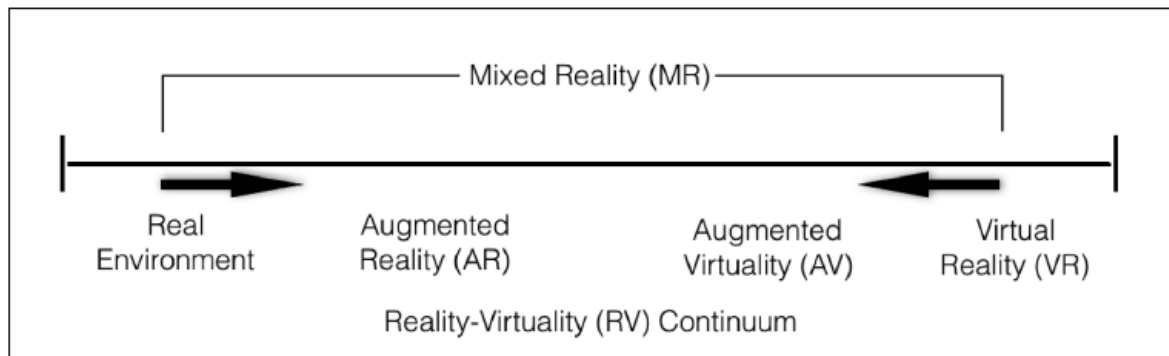 Mixed Reality (MR)
Real
Environment
Augmented
Reality (AR)
Augmented
Virtuality (AV)
Virtual
Reality (VR)
Reality-Virtuality (RV) Continuum